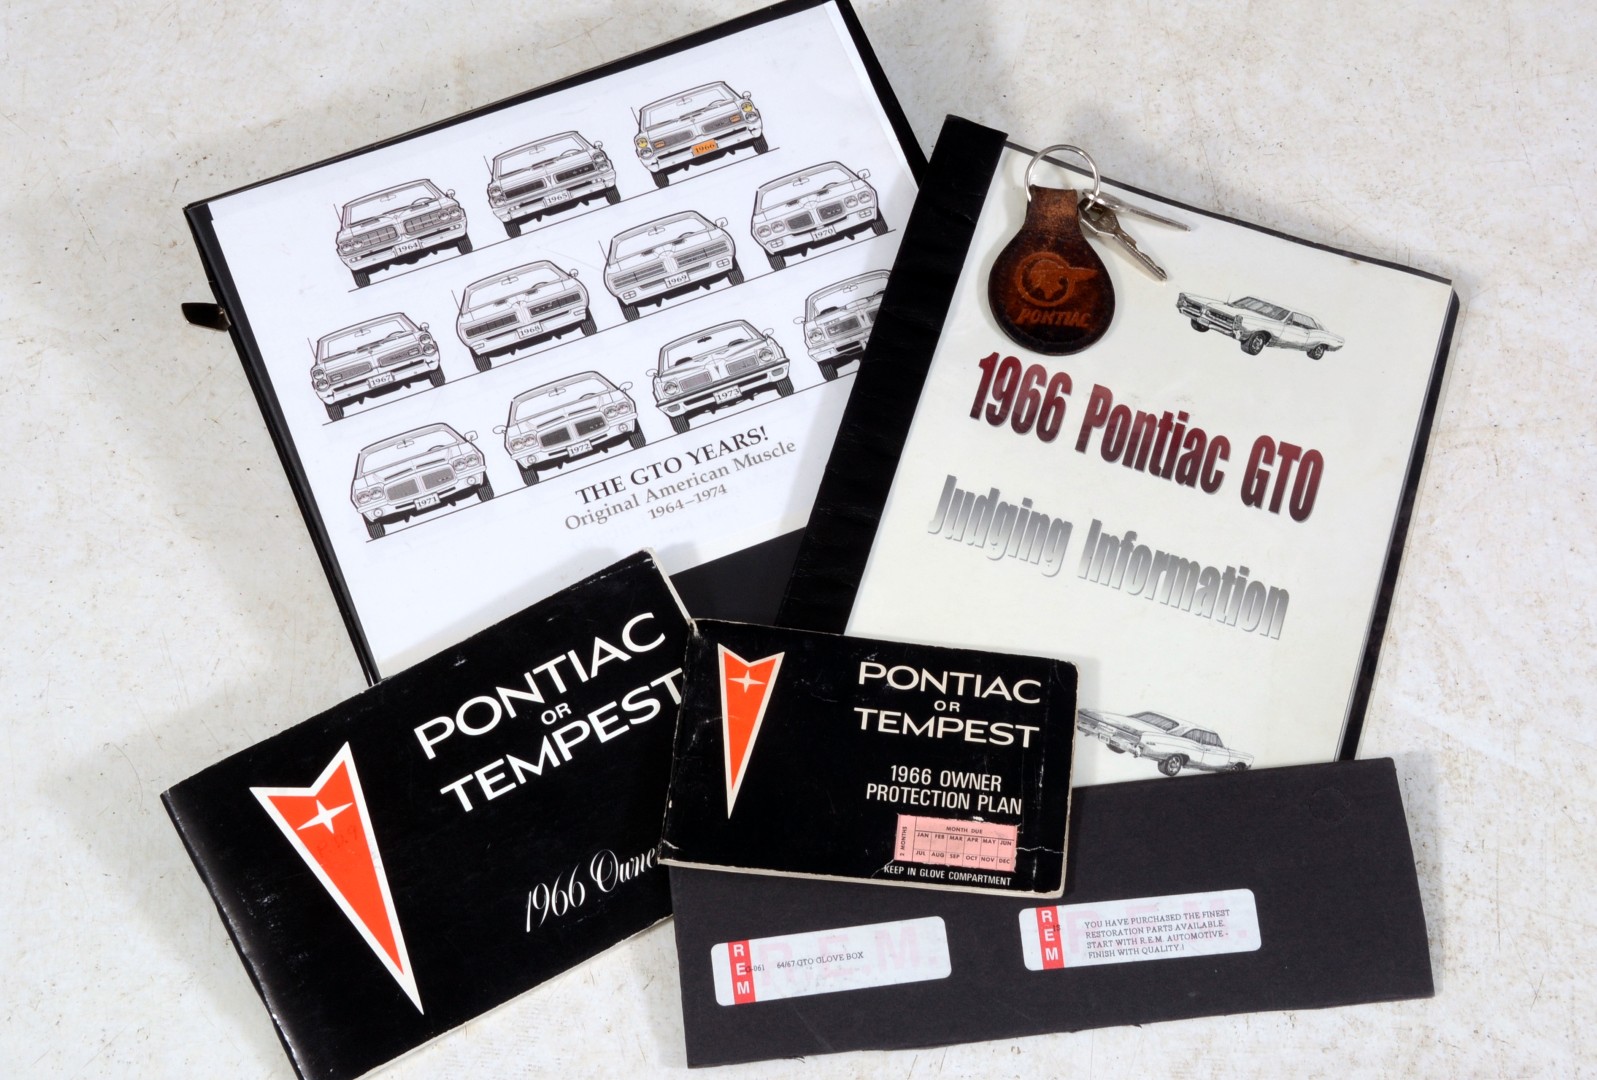 1964
1965
1966
1967
1968
1969
1970
1971
1972
1973
THE GTO YEARS!
Original American Muscle
1964–1974
PONTIAC
1966 Pontiac GTO
Judging Information
PONTIAC
OR
TEMPEST
1966 Owne
PONTIAC
OR
TEMPEST
1966 OWNER
PROTECTION PLAN
MONTH DUE
JAN FEB MAR APR MAY JUN
JUL AUG SEP OCT NOV DEC
KEEP IN GLOVE COMPARTMENT
REM
64/67 GTO GLOVE BOX
R.E.M.
REM
YOU HAVE PURCHASED THE FINEST
RESTORATION PARTS AVAILABLE.
START WITH R.E.M. AUTOMOTIVE -
FINISH WITH QUALITY !